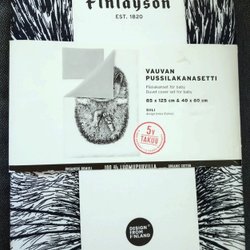 Finlayson
EST. 1820
VAUVAN
PUSSILAKANASETTI
Påslakanset för baby
Duvet cover set for baby
85 x 125 cm & 40 x 60 cm
SIILI
5V
TAKUU
100 % LUOMUPUUVILLA
ORGANIC COTTON
DESIGN
FROM
FINLAND